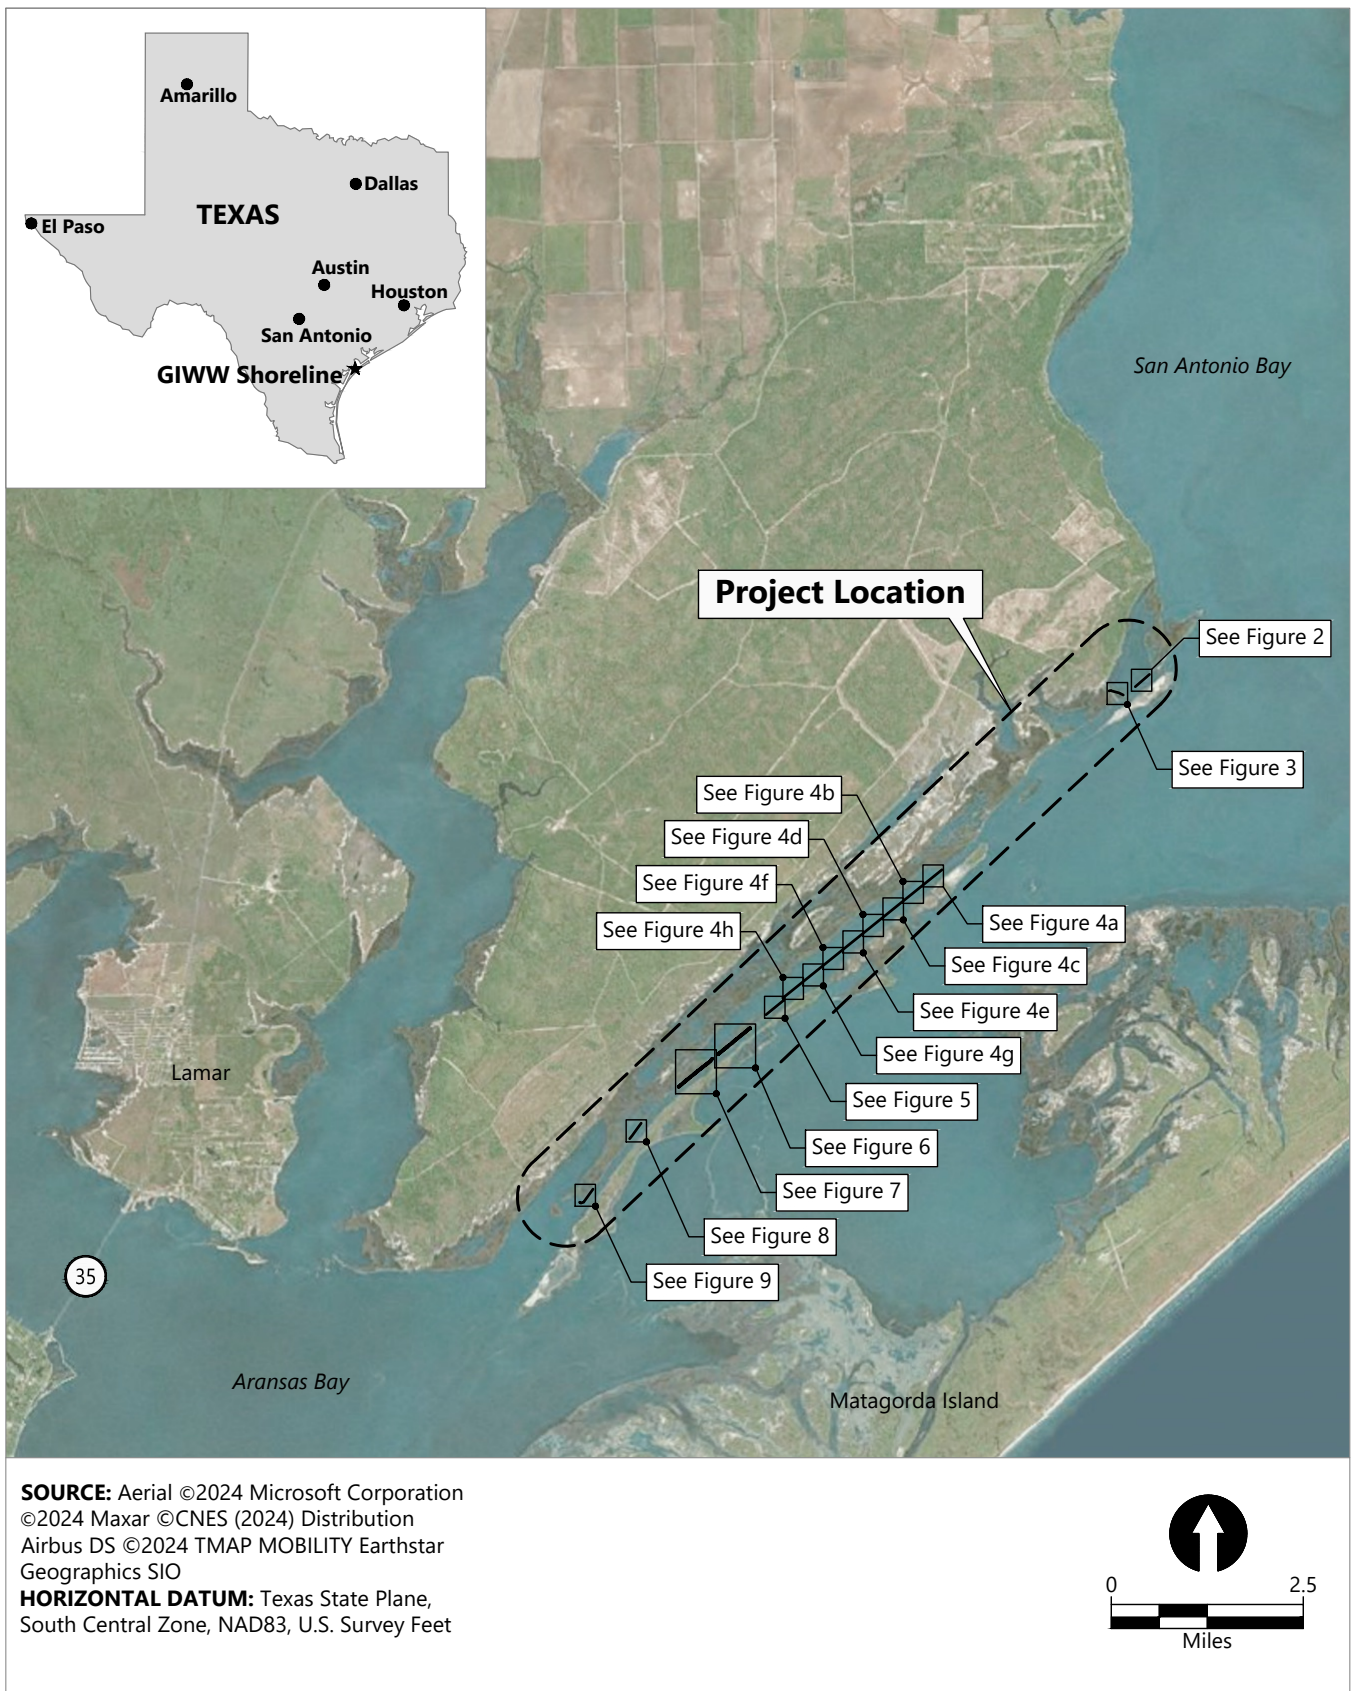 Amarillo
Dallas
TEXAS
El Paso
Austin
Houston
San Antonio
GIWW Shoreline
San Antonio Bay
Project Location
See Figure 2
See Figure 3
See Figure 4b
See Figure 4d
See Figure 4f
See Figure 4h
See Figure 4a
See Figure 4c
See Figure 4e
See Figure 4g
See Figure 5
See Figure 6
See Figure 7
See Figure 8
See Figure 9
Lamar
35
Aransas Bay
Matagorda Island
SOURCE: Aerial ©2024 Microsoft Corporation
©2024 Maxar ©CNES (2024) Distribution
Airbus DS ©2024 TMAP MOBILITY Earthstar
Geographics SIO
HORIZONTAL DATUM: Texas State Plane,
South Central Zone, NAD83, U.S. Survey Feet
0 2.5
Miles